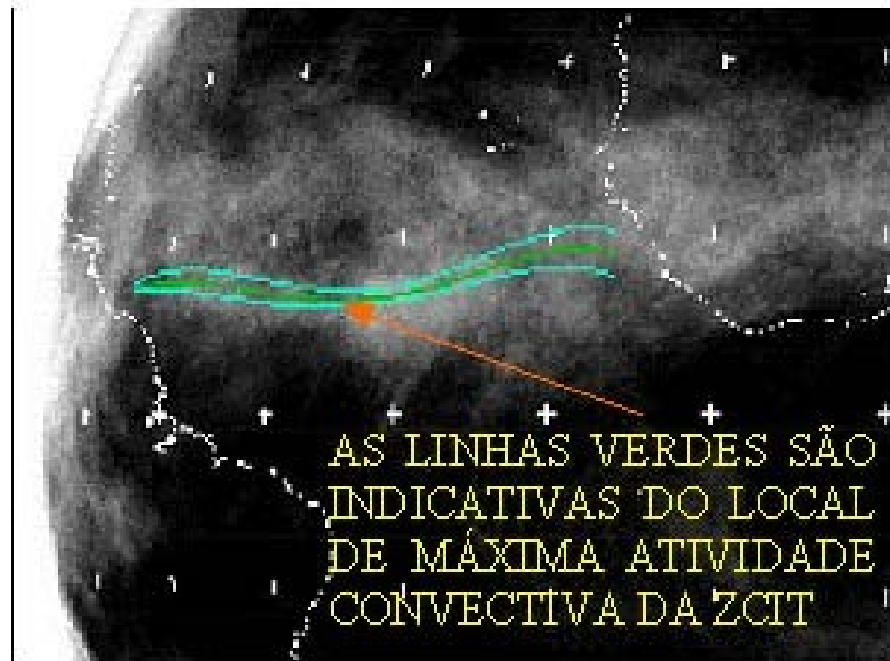 AS LINHAS VERDES SÃO
INDICATIVAS DO LOCAL
DE MÁXIMA ATIVIDADE
CONVECTIVA DA ZCIT